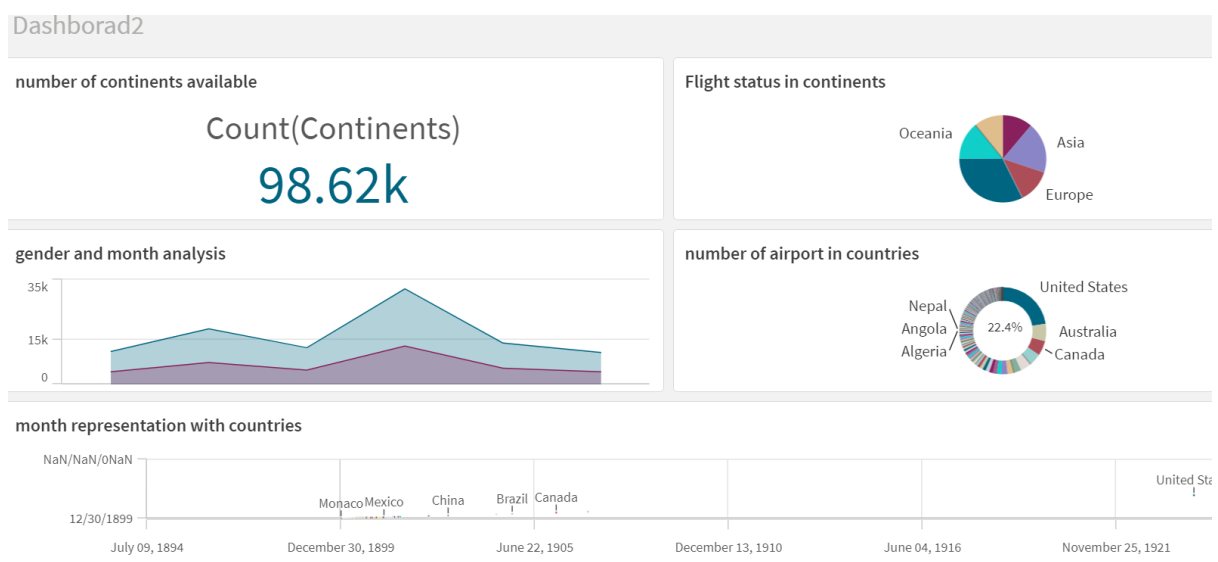 Dashborad2
number of continents available
Count(Continents)
98.62k
Flight status in continents
Oceania
Asia
Europe
gender and month analysis
35k
15k
0
number of airport in countries
United States
Nepal
Angola
22.4%
Australia
Algeria
Canada
month representation with countries
NaN/NaN/0NaN
12/30/1899
Monaco
Mexico
China
Brazil
Canada
United Sta
July 09, 1894
December 30, 1899
June 22, 1905
December 13, 1910
June 04, 1916
November 25, 1921